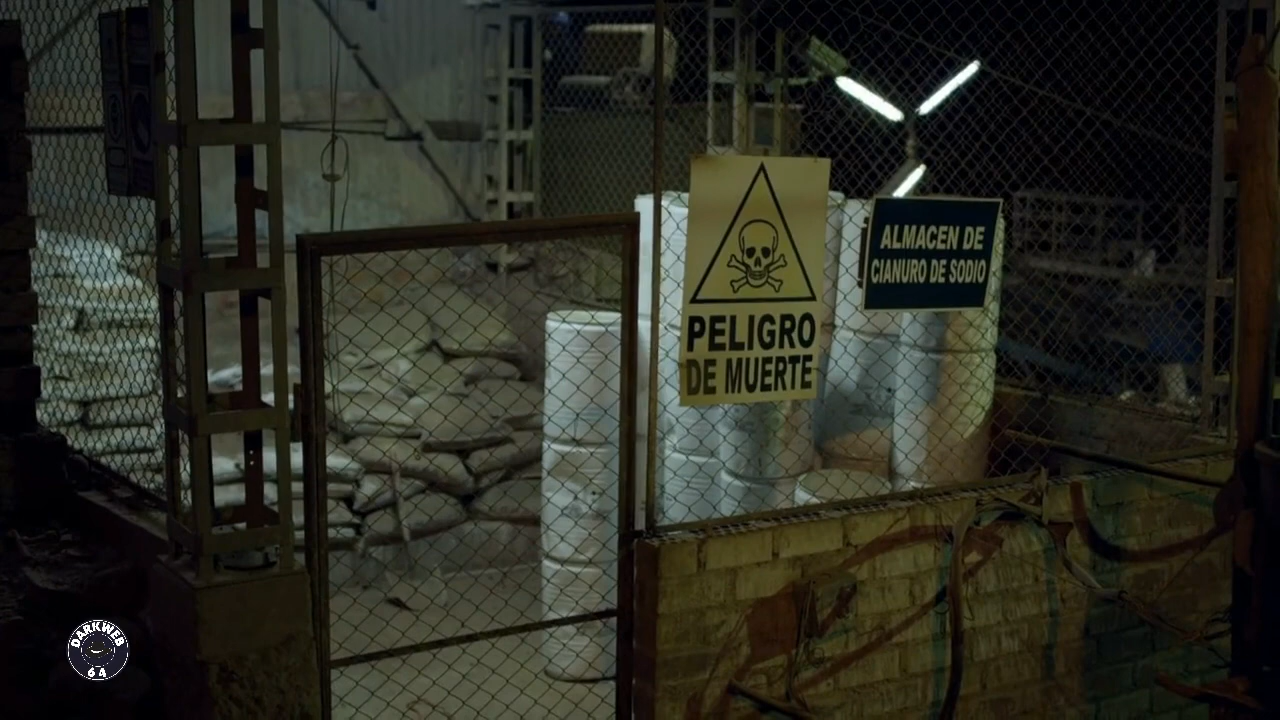 PELIGRO
DE MUERTE
ALMACEN DE
CIANURO DE SODIO
DARKWEB
64